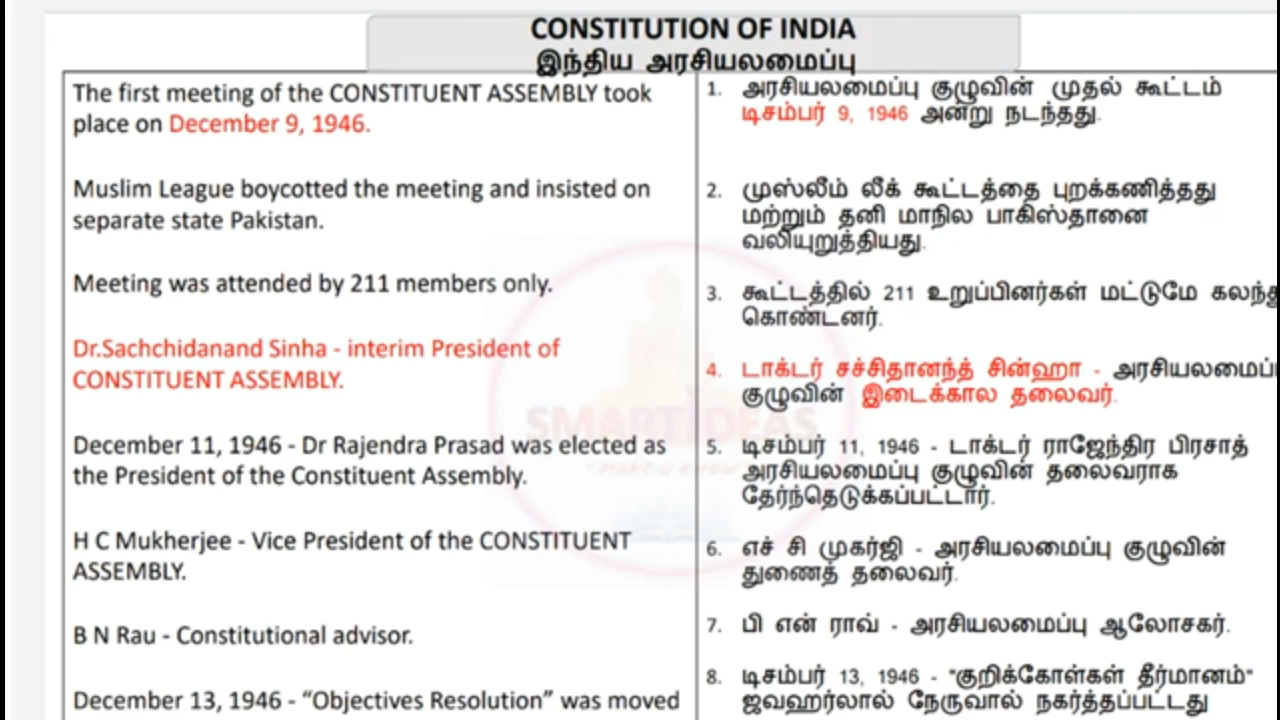 CONSTITUTION OF INDIA
இந்திய அரசியலமைப்பு
The first meeting of the CONSTITUENT ASSEMBLY took
place on December 9, 1946.
Muslim League boycotted the meeting and insisted on
separate state Pakistan.
Meeting was attended by 211 members only.
Dr.Sachchidanand Sinha - interim President of
CONSTITUENT ASSEMBLY.
December 11, 1946 - Dr Rajendra Prasad was elected as
the President of the Constituent Assembly.
H C Mukherjee - Vice President of the CONSTITUENT
ASSEMBLY.
B N Rau - Constitutional advisor.
December 13, 1946 - “Objectives Resolution” was moved
1. அரசியலமைப்பு குழுவின் முதல் கூட்டம்
டிசம்பர் 9, 1946 அன்று நடந்தது.
2. முஸ்லீம் லீக் கூட்டத்தை புறக்கணித்தது
மற்றும் தனி மாநில பாகிஸ்தானை
வலியுறுத்தியது.
3. கூட்டத்தில் 211 உறுப்பினர்கள் மட்டுமே கலந்து
கொண்டனர்.
4. டாக்டர் சச்சிதானந்த் சின்ஹா - அரசியலமைப்பு
குழுவின் இடைக்கால தலைவர்.
5. டிசம்பர் 11, 1946 - டாக்டர் ராஜேந்திர பிரசாத்
அரசியலமைப்பு குழுவின் தலைவராக
தேர்ந்தெடுக்கப்பட்டார்.
6. எச் சி முகர்ஜி - அரசியலமைப்பு குழுவின்
துணைத் தலைவர்.
7. பி என் ராவ் - அரசியலமைப்பு ஆலோசகர்.
8. டிசம்பர் 13, 1946 - "குறிக்கோள்கள் தீர்மானம்"
ஜவஹர்லால் நேருவால் நகர்த்தப்பட்டது
SMART IDEAS